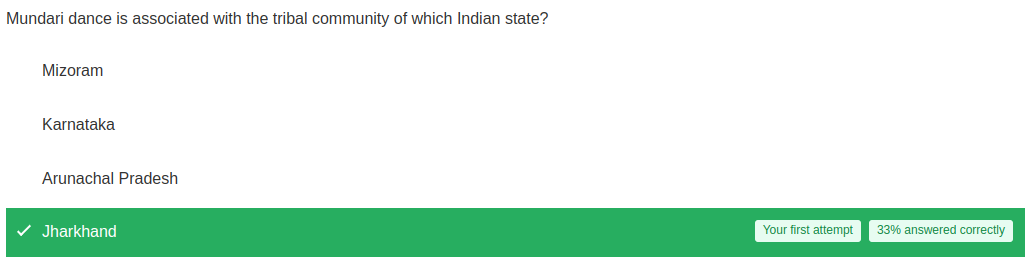 Mundari dance is associated with the tribal community of which Indian state?
Mizoram
Karnataka
Arunachal Pradesh
Jharkhand Your first attempt 33% answered correctly